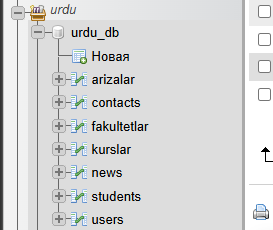 urdu
urdu_db
Новая
arizalar
contacts
fakultetlar
kurslar
news
students
users